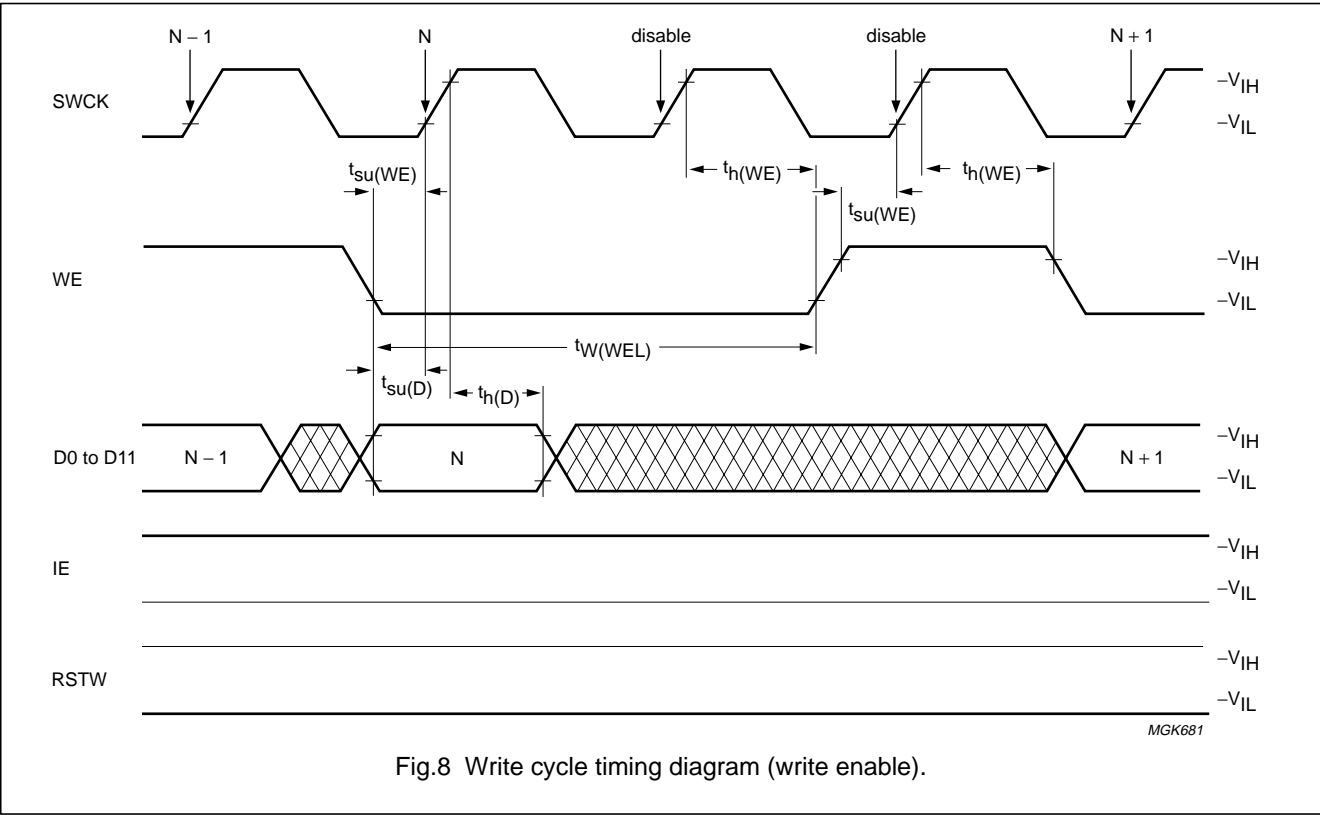 N – 1
N
disable
disable
N + 1
SWCK
–VIH
–VIL
tsu(WE)
th(WE)
th(WE)
tsu(WE)
WE
–VIH
–VIL
tW(WEL)
tsu(D)
th(D)
D0 to D11
N – 1
N
N + 1
–VIH
–VIL
IE
–VIH
–VIL
RSTW
–VIH
–VIL
MGK681
Fig.8 Write cycle timing diagram (write enable).